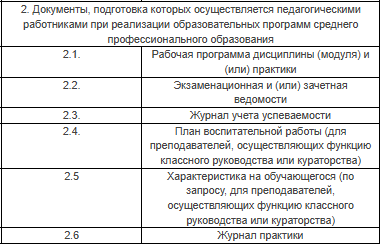 2. Документы, подготовка которых осуществляется педагогическими
работниками при реализации образовательных программ среднего
профессионального образования
2.1. Рабочая программа дисциплины (модуля) и
(или) практики
2.2. Экзаменационная и (или) зачетная
ведомости
2.3. Журнал учета успеваемости
2.4. План воспитательной работы (для
преподавателей, осуществляющих функцию
классного руководства или кураторства)
2.5 Характеристика на обучающегося (по
запросу, для преподавателей,
осуществляющих функцию классного
руководства или кураторства)
2.6 Журнал практики